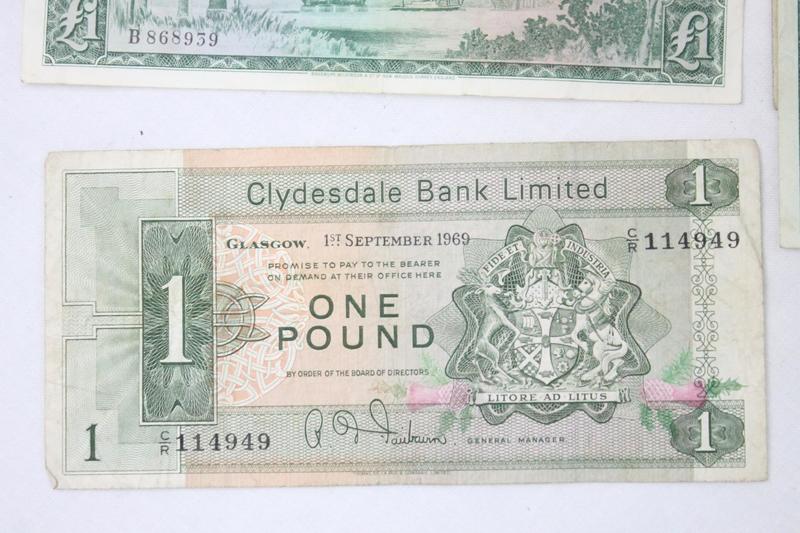 £1
B 868939
£1
Clydesdale Bank Limited
1
GLASGOW, 1ST SEPTEMBER 1969
C/R 114949
FIDE ET INDUSTRIA
PROMISE TO PAY TO THE BEARER
ON DEMAND AT THEIR OFFICE HERE
1
ONE
POUND
BY ORDER OF THE BOARD OF DIRECTORS
LITORE AD LITUS
1
1
C/R 114949
GENERAL MANAGER